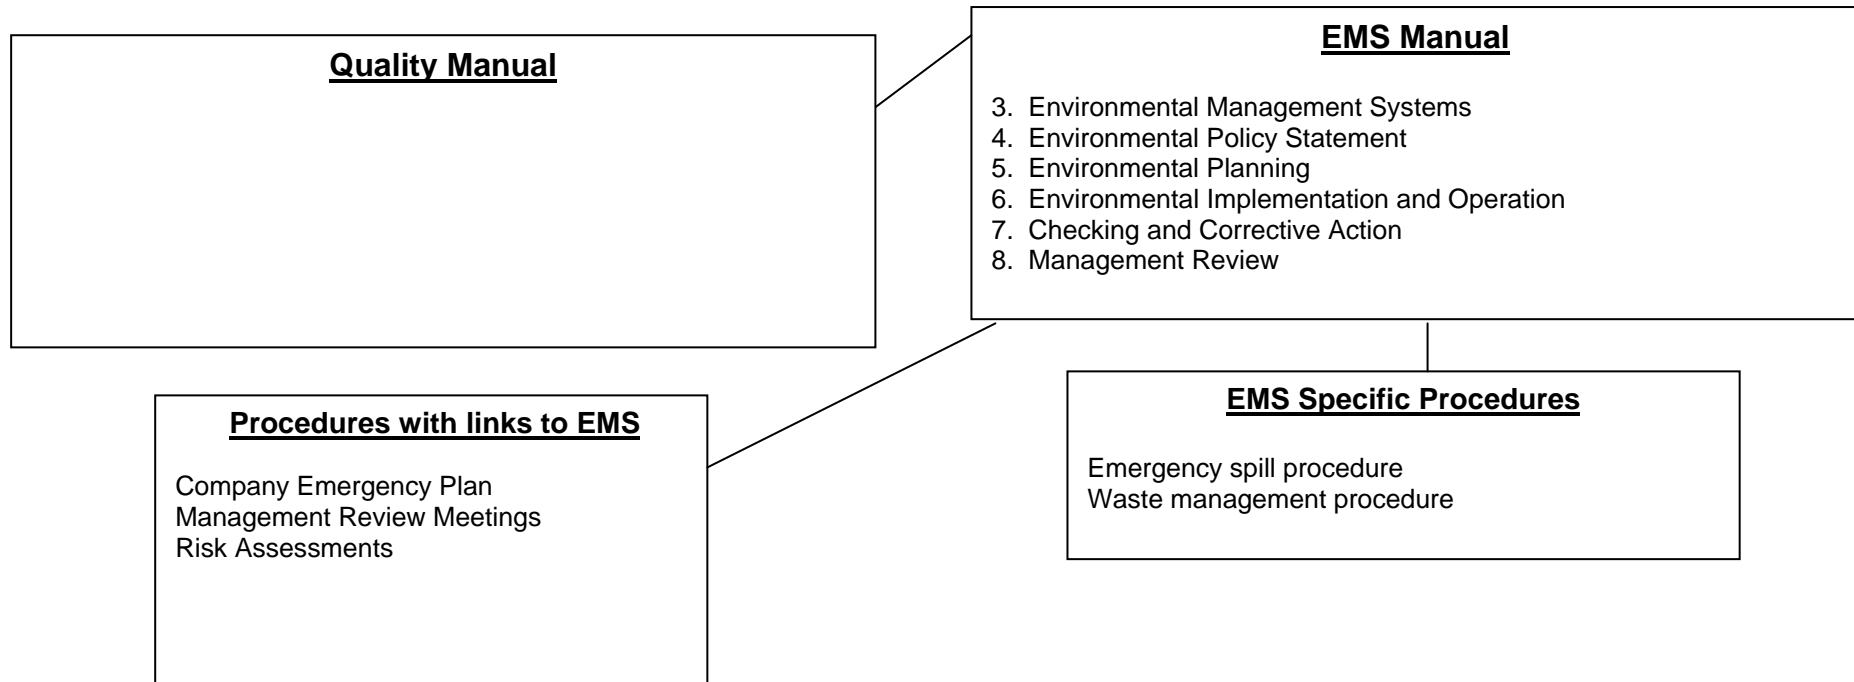 Quality Manual
EMS Manual
3. Environmental Management Systems
4. Environmental Policy Statement
5. Environmental Planning
6. Environmental Implementation and Operation
7. Checking and Corrective Action
8. Management Review
Procedures with links to EMS
Company Emergency Plan
Management Review Meetings
Risk Assessments
EMS Specific Procedures
Emergency spill procedure
Waste management procedure